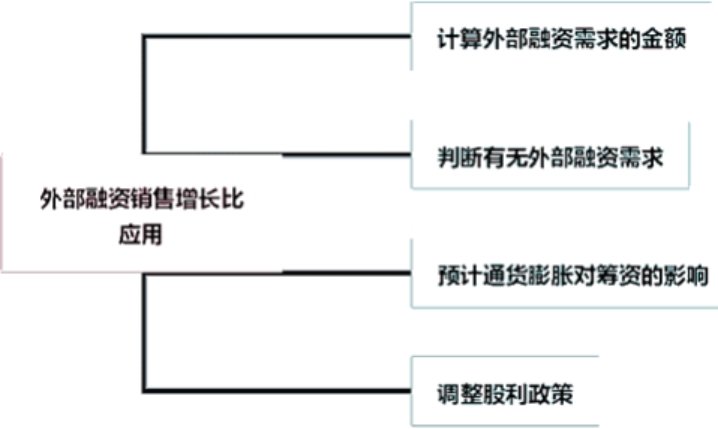 计算外部融资需求的金额
判断有无外部融资需求
外部融资销售增长比
应用
预计通货膨胀对筹资的影响
调整股利政策